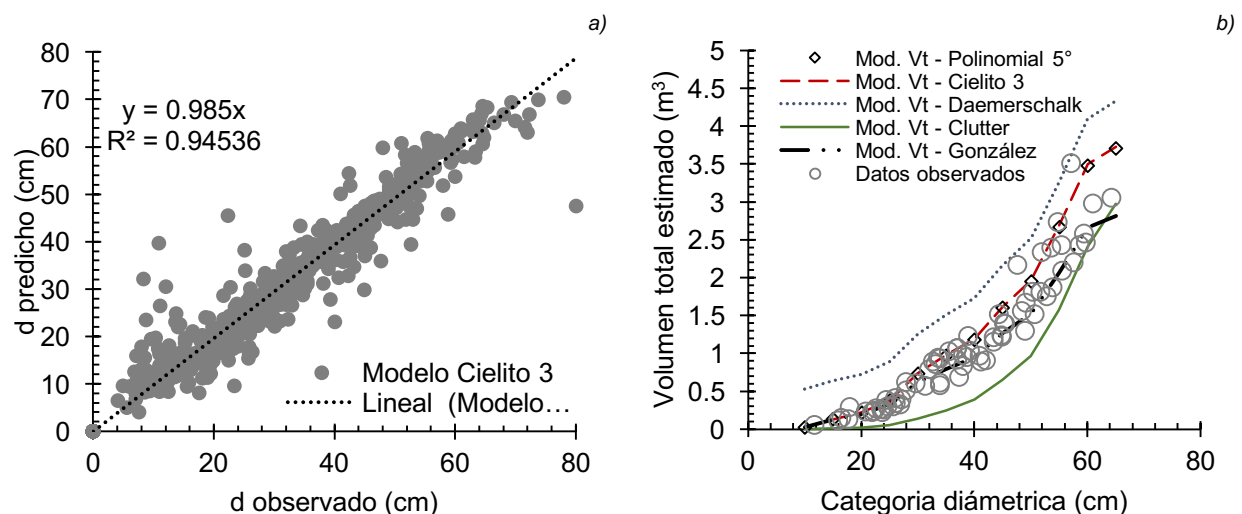 a)
80
70
60
50
40
30
20
10
0
d predicho (cm)
y = 0.985x
R² = 0.94536
Modelo Cielito 3
Lineal (Modelo…
0 20 40 60 80
d observado (cm)
b)
5
4.5
4
3.5
3
2.5
2
1.5
1
0.5
0
Volumen total estimado (m³)
Mod. Vt - Polinomial 5°
Mod. Vt - Cielito 3
Mod. Vt - Daemerschalk
Mod. Vt - Clutter
Mod. Vt - González
Datos observados
0 20 40 60 80
Categoria diámetrica (cm)